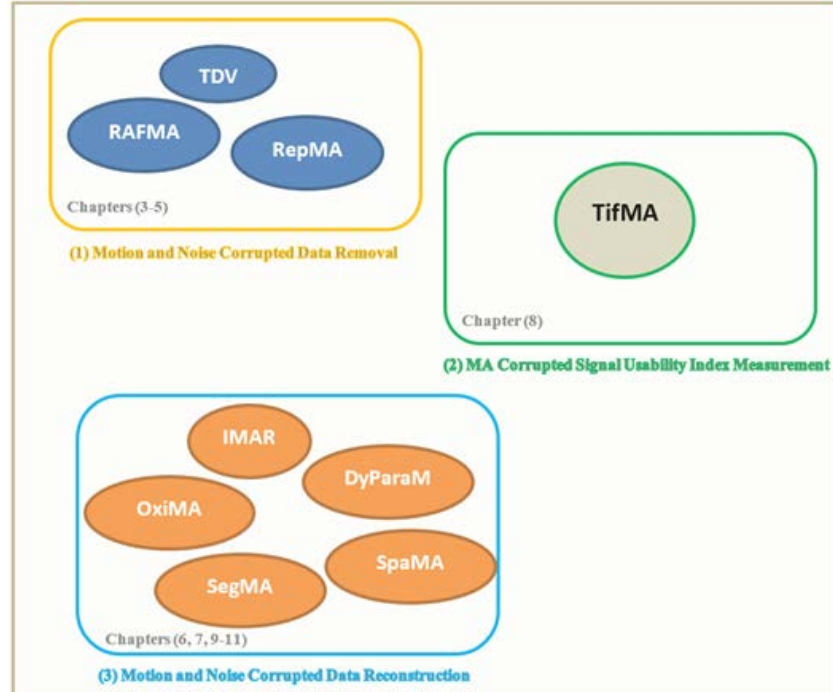 TDV
RAFMA
RepMA
Chapters (3-5)
(1) Motion and Noise Corrupted Data Removal
TifMA
Chapter (8)
(2) MA Corrupted Signal Usability Index Measurement
IMAR
DyParaM
OxiMA
SpaMA
SegMA
Chapters (6, 7, 9-11)
(3) Motion and Noise Corrupted Data Reconstruction